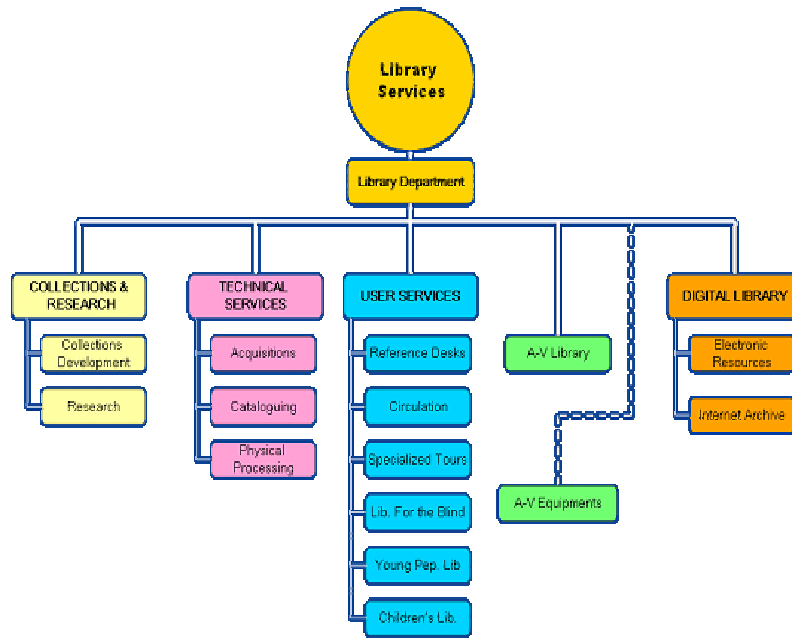 Library
Services
Library Department
COLLECTIONS &
RESEARCH
Collections
Development
Research
TECHNICAL
SERVICES
Acquisitions
Cataloguing
Physical
Processing
USER SERVICES
Reference Desks
Circulation
Specialized Tours
Lib. For the Blind
Young Pep. Lib
Children's Lib.
A-V Library
A-V Equipments
DIGITAL LIBRARY
Electronic
Resources
Internet Archive